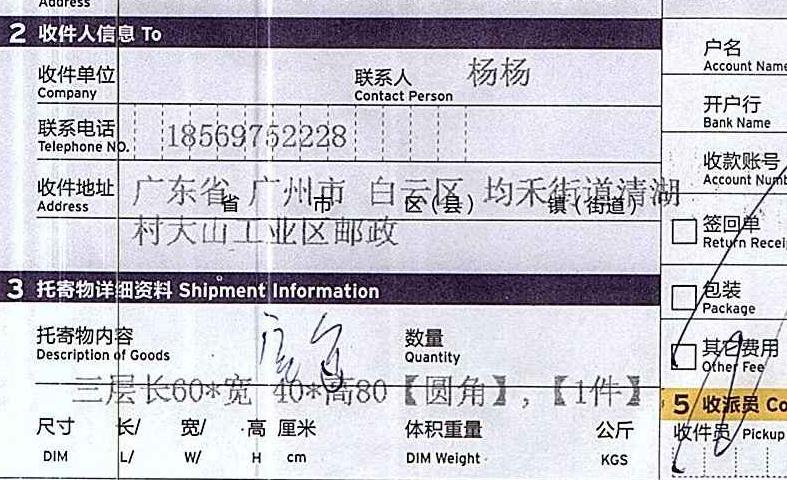 Address
2 收件人信息 To
收件单位
Company
联系人 杨杨
Contact Person
联系电话 18569752228
Telephone NO.
收件地址 广东省 广州市 白云区 均禾街道清湖
Address 省 市 区(县) 镇(街道)
村大山工业区邮政
3 托寄物详细资料 Shipment Information
托寄物内容
Description of Goods
数量
Quantity
三层长60*宽 40*高80【圆角】,【1件】
尺寸 长/ 宽/ 高 厘米 体积重量 公斤
DIM L/ W/ H cm DIM Weight KGS
户名
Account Name
开户行
Bank Name
收款账号
Account
签回单
Return
包装
Package
其它费用
Other Fee
5 收派员
收件员 Pickup